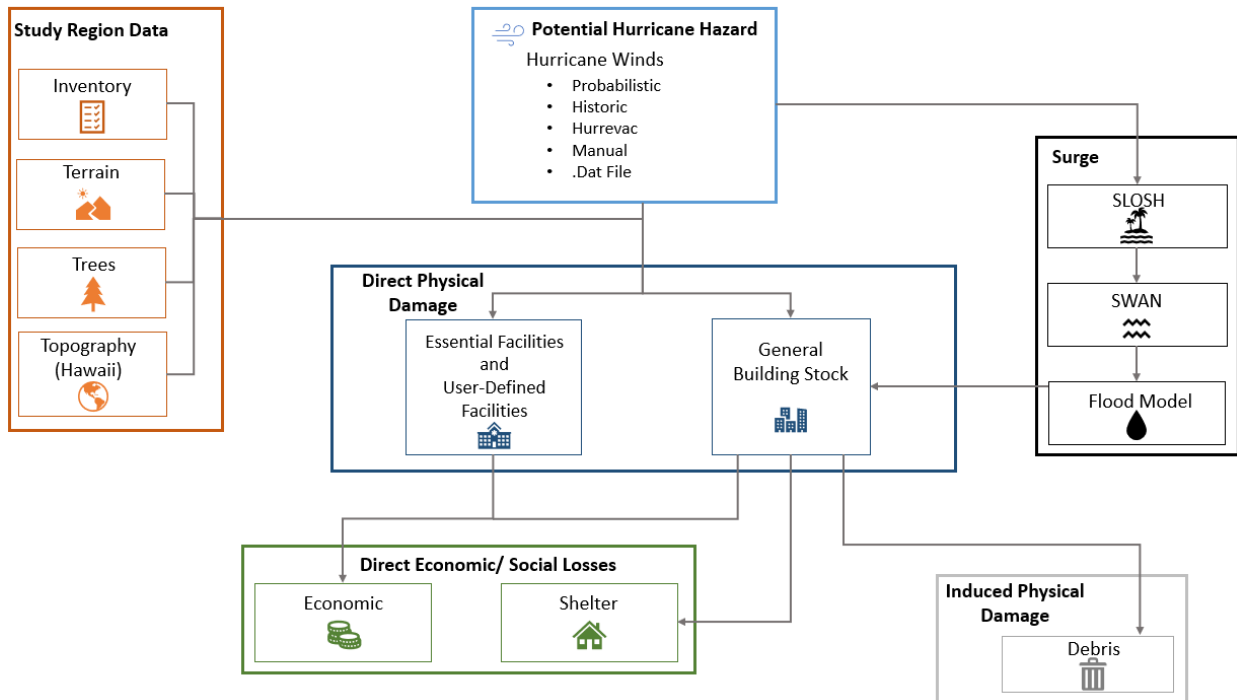 Study Region Data
Inventory
Terrain
Trees
Topography
(Hawaii)
Potential Hurricane Hazard
Hurricane Winds
• Probabilistic
• Historic
• Hurrevac
• Manual
• .Dat File
Surge
SLOSH
SWAN
Flood Model
Direct Physical
Damage
Essential Facilities
and
User-Defined
Facilities
General
Building Stock
Direct Economic/ Social Losses
Economic
Shelter
Induced Physical
Damage
Debris